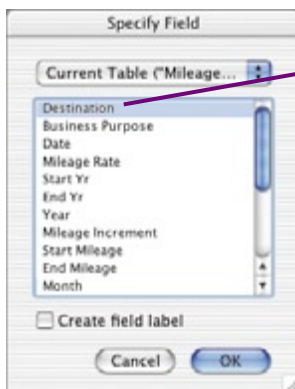 Specify Field
Current Table ("Mileage...
Destination
Business Purpose
Date
Mileage Rate
Start Yr
End Yr
Year
Mileage Increment
Start Mileage
End Mileage
Month
Create field label
Cancel OK